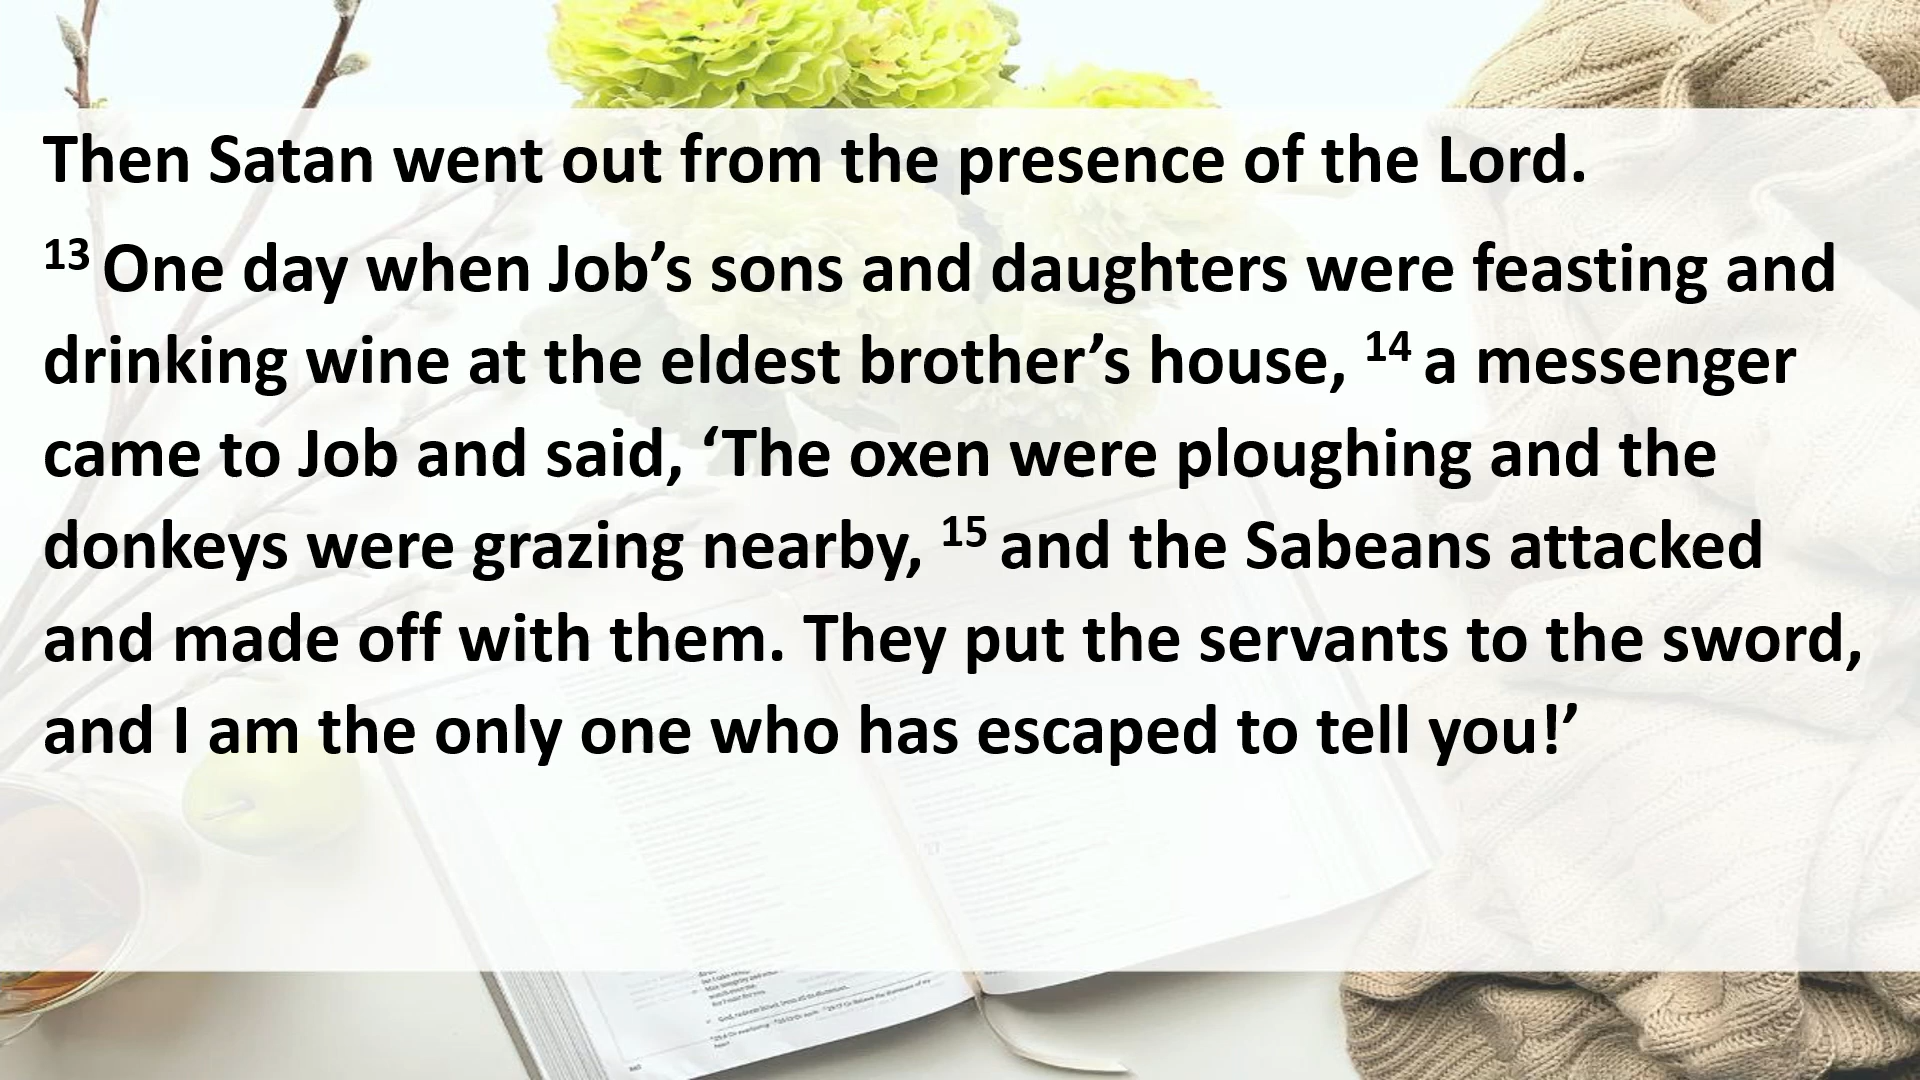 Then Satan went out from the presence of the Lord.
13 One day when Job’s sons and daughters were feasting and
drinking wine at the eldest brother’s house, 14 a messenger
came to Job and said, ‘The oxen were ploughing and the
donkeys were grazing nearby, 15 and the Sabeans attacked
and made off with them. They put the servants to the sword,
and I am the only one who has escaped to tell you!’